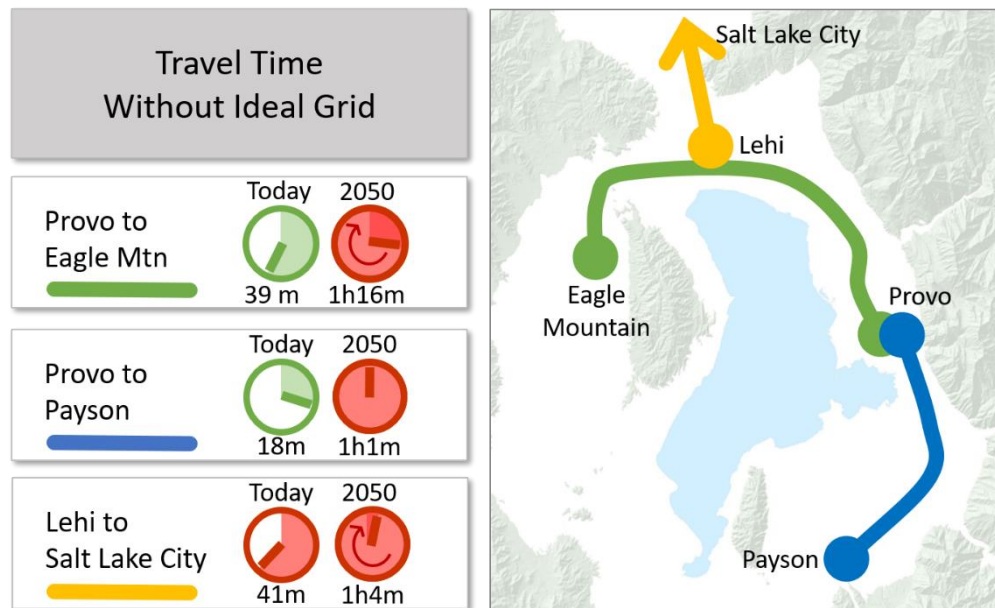 Travel Time
Without Ideal Grid
Provo to
Eagle Mtn
Today
2050
39 m
1h16m
Provo to
Payson
Today
2050
18m
1h1m
Lehi to
Salt Lake City
Today
2050
41m
1h4m
Salt Lake City
Lehi
Eagle
Mountain
Provo
Payson